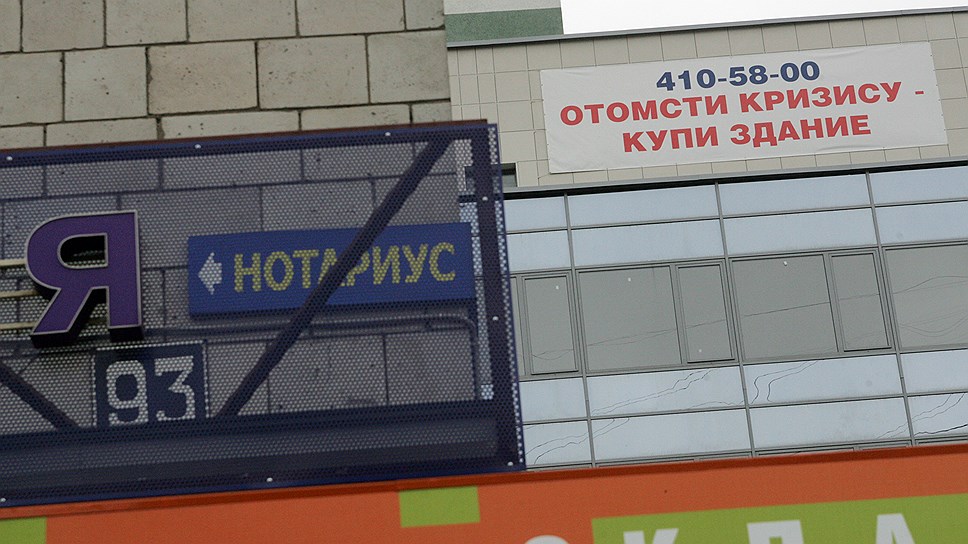 410-58-00
ОТОМСТИ КРИЗИСУ -
КУПИ ЗДАНИЕ
Я
НОТАРИУС
93